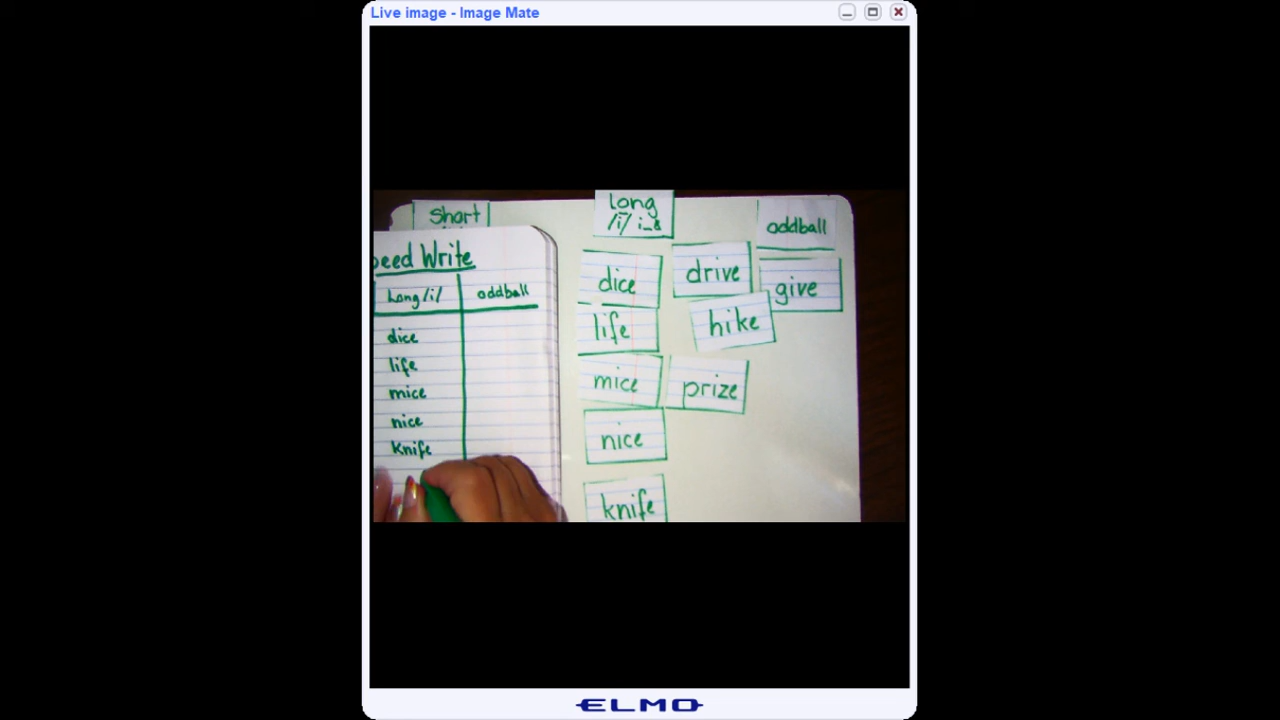 Live image - Image Mate
short
long
/ī/ i_e
oddball
peed Write
Long /i/
oddball
dice
life
mice
nice
knife
dice
drive
give
life
hike
mice
prize
nice
knife
ELMO